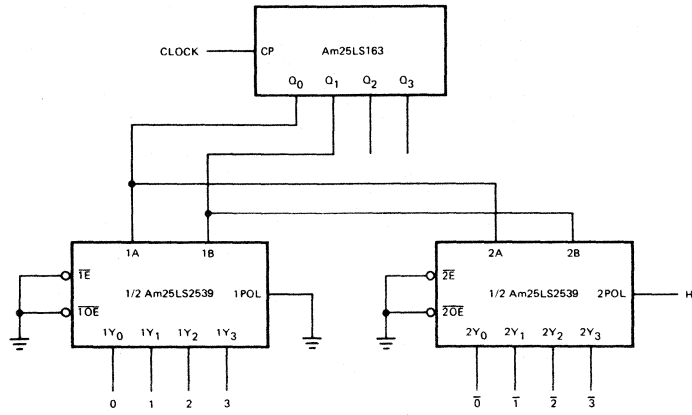 CLOCK CP Am25LS163
Q0 Q1 Q2 Q3
1A 1B 2A 2B
1E̅ 2E̅
1/2 Am25LS2539 1POL 1/2 Am25LS2539 2POL H
1OE̅ 2OE̅
1Y0 1Y1 1Y2 1Y3 2Y0 2Y1 2Y2 2Y3
0 1 2 3 0̅ 1̅ 2̅ 3̅